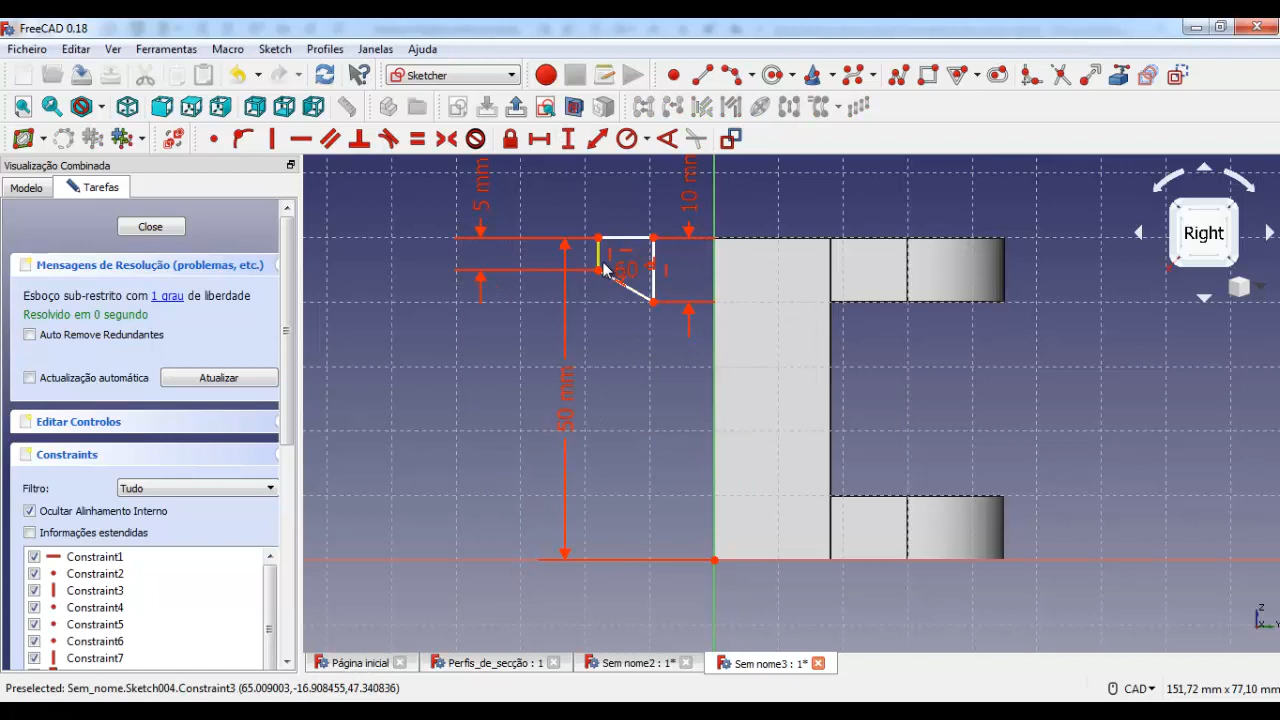 FreeCAD 0.18
Ficheiro Editar Ver Ferramentas Macro Sketch Profiles Janelas Ajuda
Sketcher
Visualização Combinada
Modelo Tarefas
Close
Mensagens de Resolução (problemas, etc.)
Esboço sub-restrito com 1 grau de liberdade
Resolvido em 0 segundo
Auto Remove Redundantes
Actualização automática Atualizar
Editar Controlos
Constraints
Filtro: Tudo
Ocultar Alinhamento Interno
Informações estendidas
Constraint1
Constraint2
Constraint3
Constraint4
Constraint5
Constraint6
Constraint7
5 mm
10 mm
60 °
50 mm
Right
Z
X
Y
Página inicial Perfis_de_secção : 1 Sem nome2 : 1* Sem nome3 : 1*
Preselected: Sem_nome.Sketch004.Constraint3 (65.009003,-16.908455,47.340836) CAD 151,72 mm x 77,10 mm